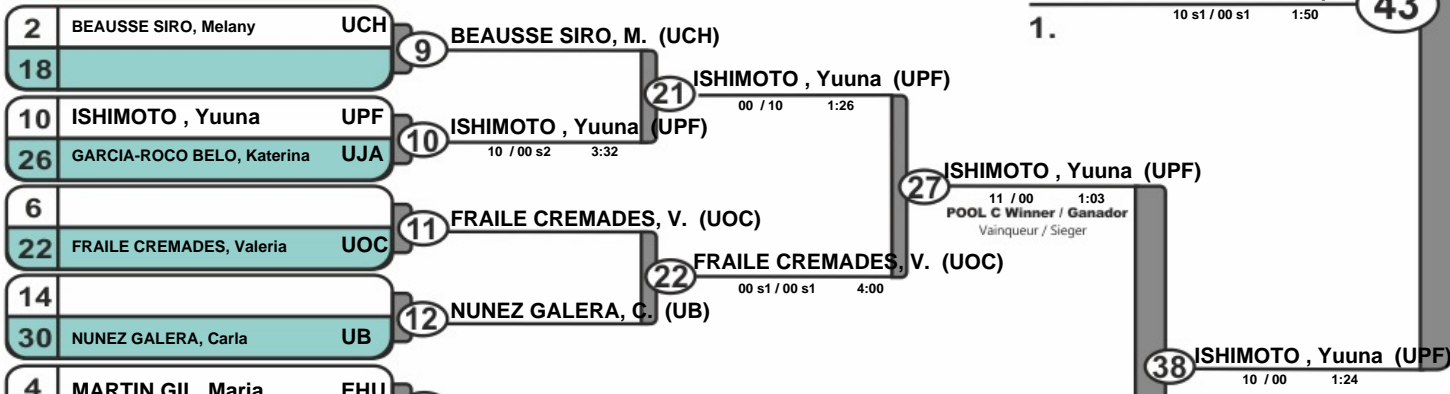 10 s1 / 00 s1 1:50
43
1.
2 BEAUSSE SIRO, Melany UCH
18
9 BEAUSSE SIRO, M. (UCH)
21 ISHIMOTO , Yuuna (UPF)
00 / 10 1:26
10 ISHIMOTO , Yuuna UPF
26 GARCIA-ROCO BELO, Katerina UJA
10 ISHIMOTO , Yuuna (UPF)
10 / 00 s2 3:32
27 ISHIMOTO , Yuuna (UPF)
11 / 00 1:03
POOL C Winner / Ganador
Vainqueur / Sieger
6
22 FRAILE CREMADES, Valeria UOC
11 FRAILE CREMADES, V. (UOC)
22 FRAILE CREMADES, V. (UOC)
00 s1 / 00 s1 4:00
14
30 NUNEZ GALERA, Carla UB
12 NUNEZ GALERA, C. (UB)
38 ISHIMOTO , Yuuna (UPF)
10 / 00 1:24
4 MARTIN GIL, Maria EHU